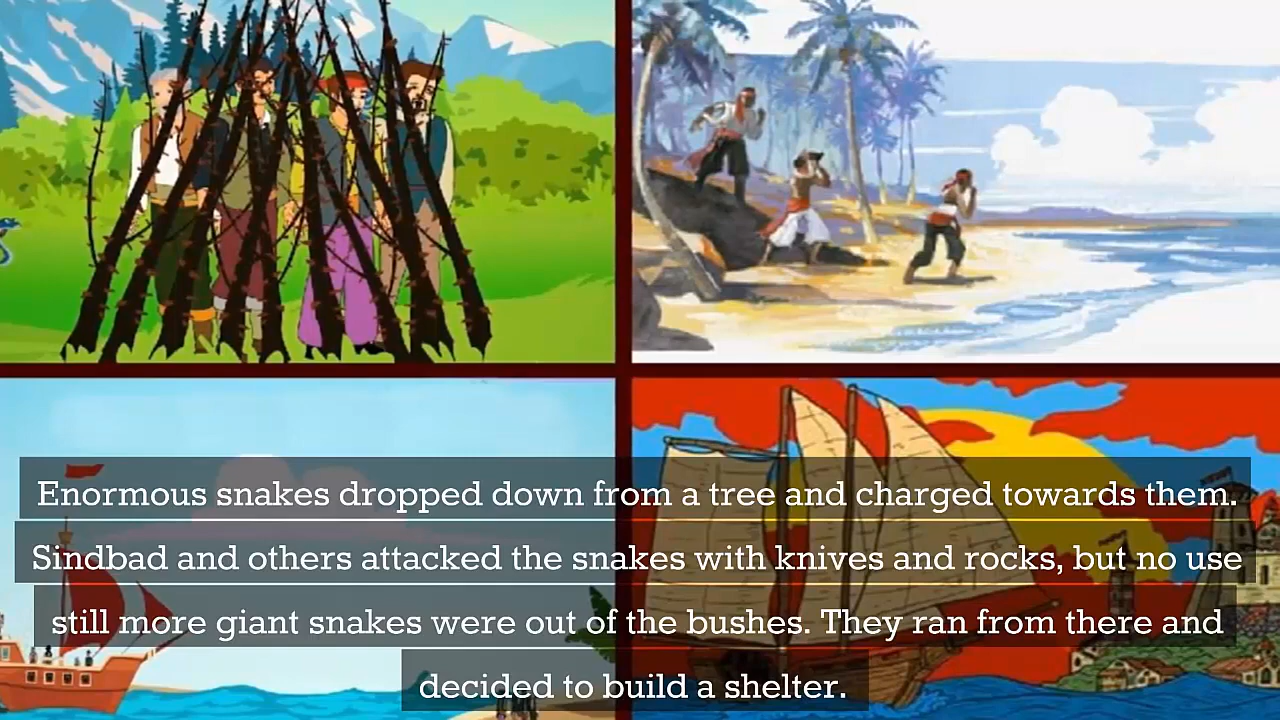 Enormous snakes dropped down from a tree and charged towards them.
Sindbad and others attacked the snakes with knives and rocks, but no use
still more giant snakes were out of the bushes. They ran from there and
decided to build a shelter.